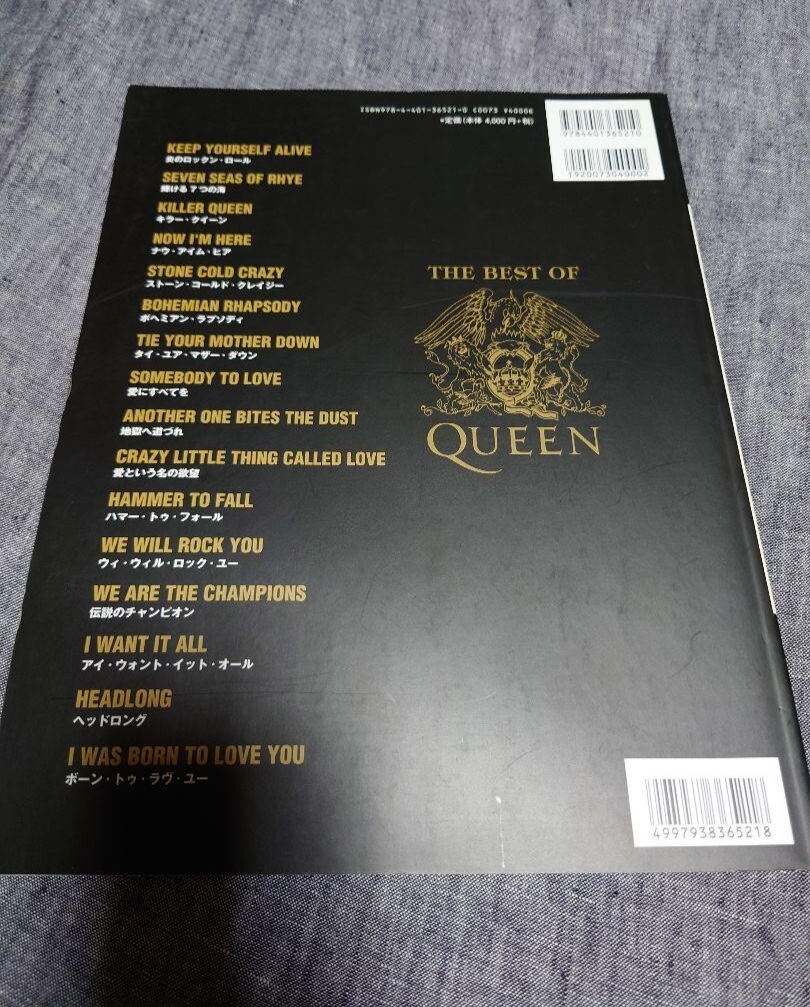 ISBN978-4-401-36521-0 C0073 ¥4000E
*定価(本体 4,000円+税)
9784401365210
1920073040002
KEEP YOURSELF ALIVE
炎のロックン・ロール
SEVEN SEAS OF RHYE
輝ける7つの海
KILLER QUEEN
キラー・クイーン
NOW I'M HERE
ナウ・アイム・ヒア
STONE COLD CRAZY
ストーン・コールド・クレイジー
BOHEMIAN RHAPSODY
ボヘミアン・ラプソディ
TIE YOUR MOTHER DOWN
タイ・ユア・マザー・ダウン
SOMEBODY TO LOVE
愛にすべてを
ANOTHER ONE BITES THE DUST
地獄へ道づれ
CRAZY LITTLE THING CALLED LOVE
愛という名の欲望
HAMMER TO FALL
ハマー・トゥ・フォール
WE WILL ROCK YOU
ウィ・ウィル・ロック・ユー
WE ARE THE CHAMPIONS
伝説のチャンピオン
I WANT IT ALL
アイ・ウォント・イット・オール
HEADLONG
ヘッドロング
I WAS BORN TO LOVE YOU
ボーン・トゥ・ラヴ・ユー
THE BEST OF
QUEEN
4997938365218